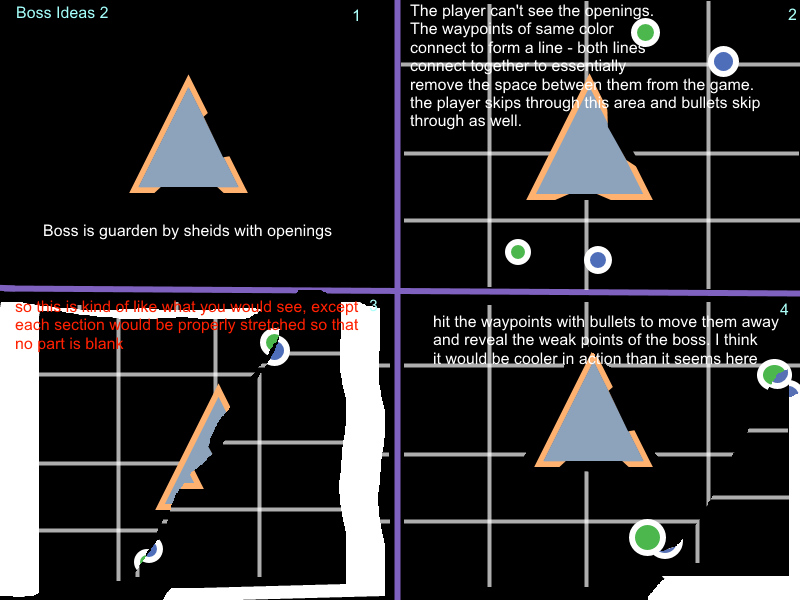 Boss Ideas 2
1
Boss is guarden by sheids with openings
2
The player can't see the openings.
The waypoints of same color
connect to form a line - both lines
connect together to essentially
remove the space between them from the game.
the player skips through this area and bullets skip
through as well.
3
so this is kind of like what you would see, except
each section would be properly stretched so that
no part is blank
4
hit the waypoints with bullets to move them away
and reveal the weak points of the boss. I think
it would be cooler in action than it seems here